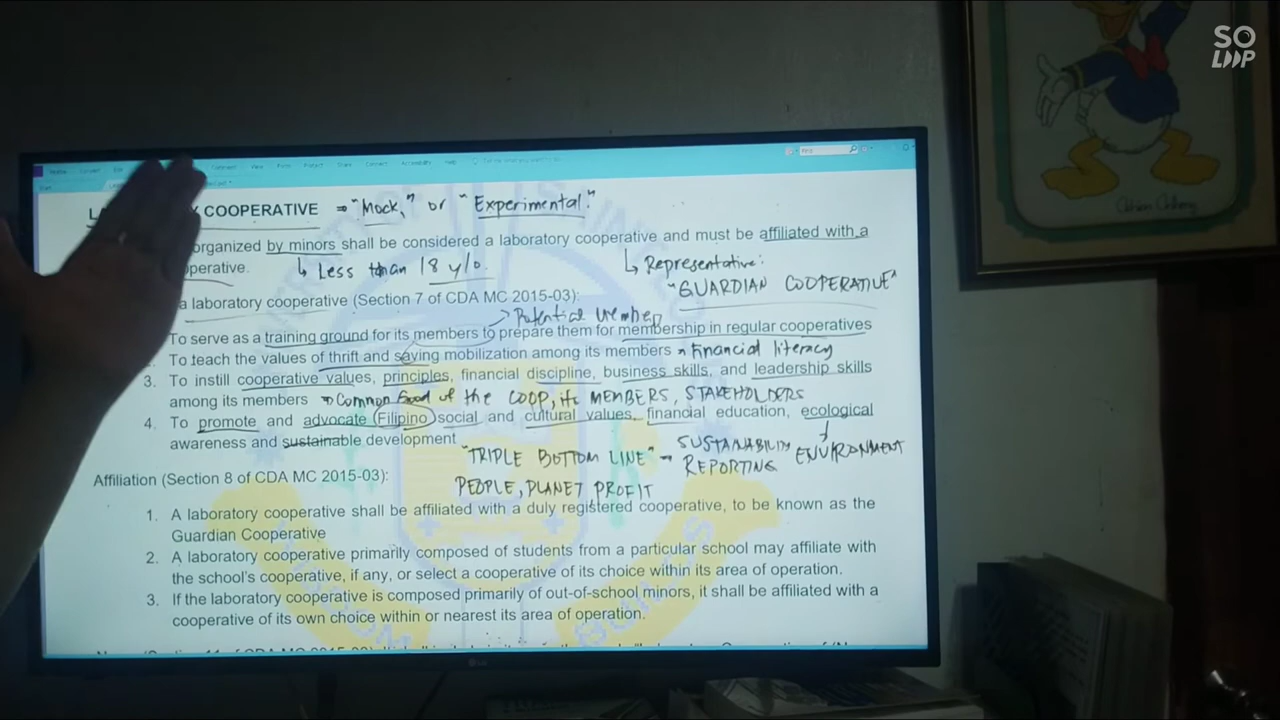 SO
LOOP
COOPERATIVE ⇒ "Mock," or "Experimental."
organized by minors shall be considered a laboratory cooperative and must be affiliated with a
↳ Less than 18 y/o. ↳ Representative:
"GUARDIAN COOPERATIVE"
a laboratory cooperative (Section 7 of CDA MC 2015-03):
Potential Member
To serve as a training ground for its members to prepare them for membership in regular cooperatives
To teach the values of thrift and saving mobilization among its members Financial literacy
3. To instill cooperative values, principles, financial discipline, business skills, and leadership skills
among its members ⇒ Common Good of the COOP, its MEMBERS, STAKEHOLDERS
4. To promote and advocate Filipino social and cultural values, financial education, ecological
awareness and sustainable development
"TRIPLE BOTTOM LINE" → SUSTAINABILITY REPORTING
ENVIRONMENT
PEOPLE, PLANET PROFIT
Affiliation (Section 8 of CDA MC 2015-03):
1. A laboratory cooperative shall be affiliated with a duly registered cooperative, to be known as the
Guardian Cooperative
2. A laboratory cooperative primarily composed of students from a particular school may affiliate with
the school's cooperative, if any, or select a cooperative of its choice within its area of operation.
3. If the laboratory cooperative is composed primarily of out-of-school minors, it shall be affiliated with a
cooperative of its own choice within or nearest its area of operation.
LG